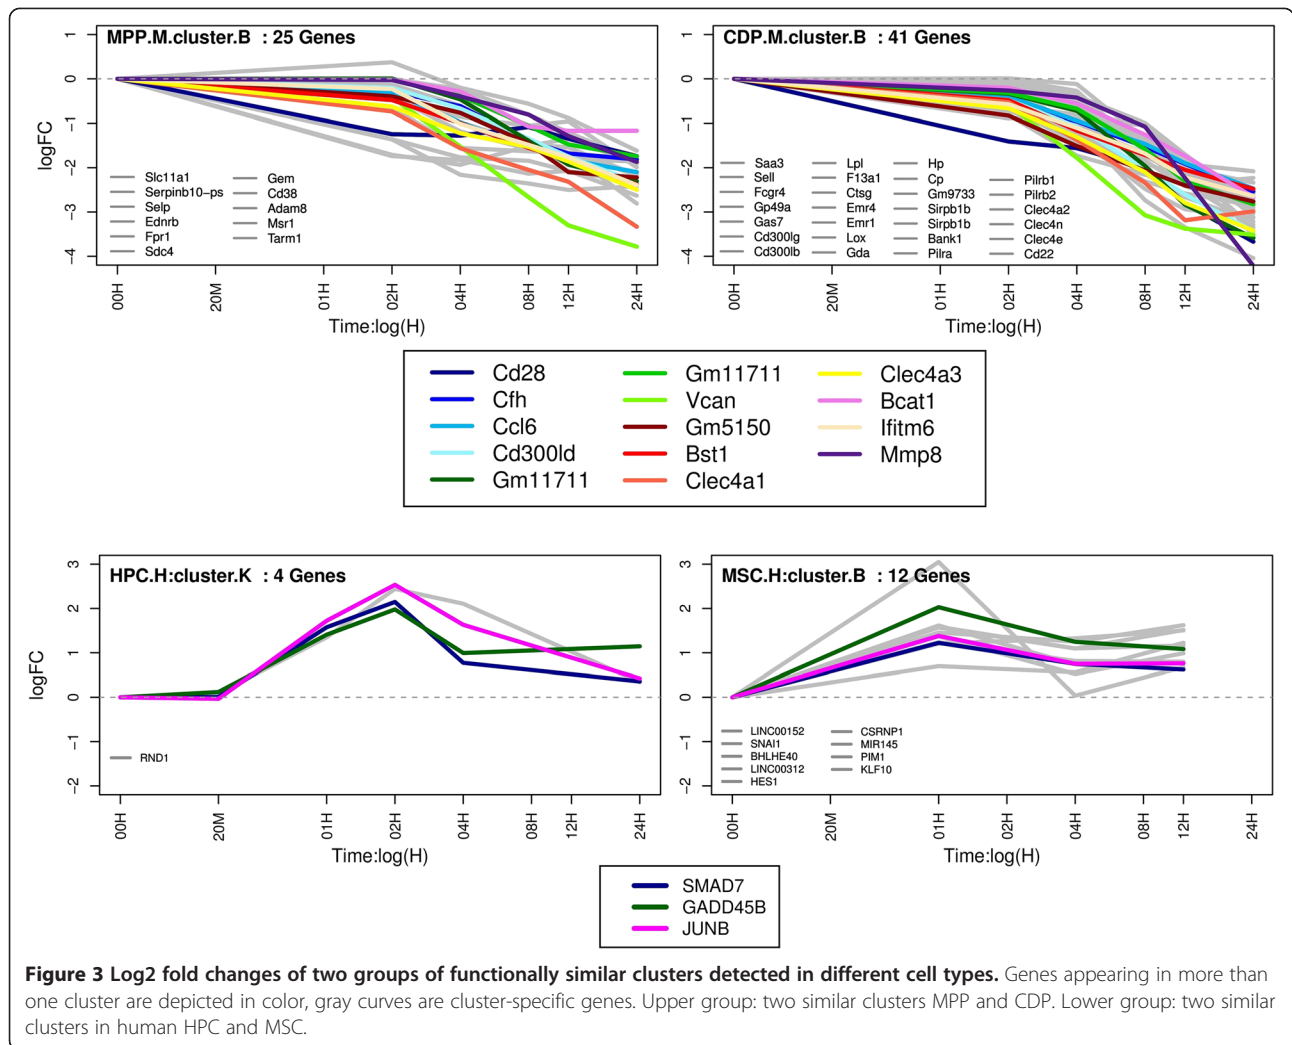 MPP.M.cluster.B : 25 Genes
logFC
1
0
−1
−2
−3
−4
Slc11a1
Serpinb10−ps
Selp
Ednrb
Fpr1
Sdc4
Gem
Cd38
Adam8
Msr1
Tarm1
00H
20M
01H
02H
04H
08H
12H
24H
Time:log(H)
CDP.M.cluster.B : 41 Genes
1
0
−1
−2
−3
−4
Saa3
Sell
Fcgr4
Gp49a
Gas7
Cd300lg
Cd300lb
Lpl
F13a1
Ctsg
Emr4
Emr1
Lox
Gda
Hp
Cp
Gm9733
Sirpb1b
Sirpb1b
Bank1
Pilra
Pilrb1
Pilrb2
Clec4a2
Clec4n
Clec4e
Cd22
00H
20M
01H
02H
04H
08H
12H
24H
Time:log(H)
Cd28
Cfh
Ccl6
Cd300ld
Gm11711
Gm11711
Vcan
Gm5150
Bst1
Clec4a1
Clec4a3
Bcat1
Ifitm6
Mmp8
HPC.H:cluster.K : 4 Genes
logFC
3
2
1
0
−1
−2
RND1
00H
20M
01H
02H
04H
08H
12H
24H
Time:log(H)
MSC.H:cluster.B : 12 Genes
3
2
1
0
−1
−2
LINC00152
SNAI1
BHLHE40
LINC00312
HES1
CSRNP1
MIR145
PIM1
KLF10
00H
20M
01H
02H
04H
08H
12H
24H
Time:log(H)
SMAD7
GADD45B
JUNB
Figure 3 Log2 fold changes of two groups of functionally similar clusters detected in different cell types. Genes appearing in more than
one cluster are depicted in color, gray curves are cluster-specific genes. Upper group: two similar clusters MPP and CDP. Lower group: two similar
clusters in human HPC and MSC.